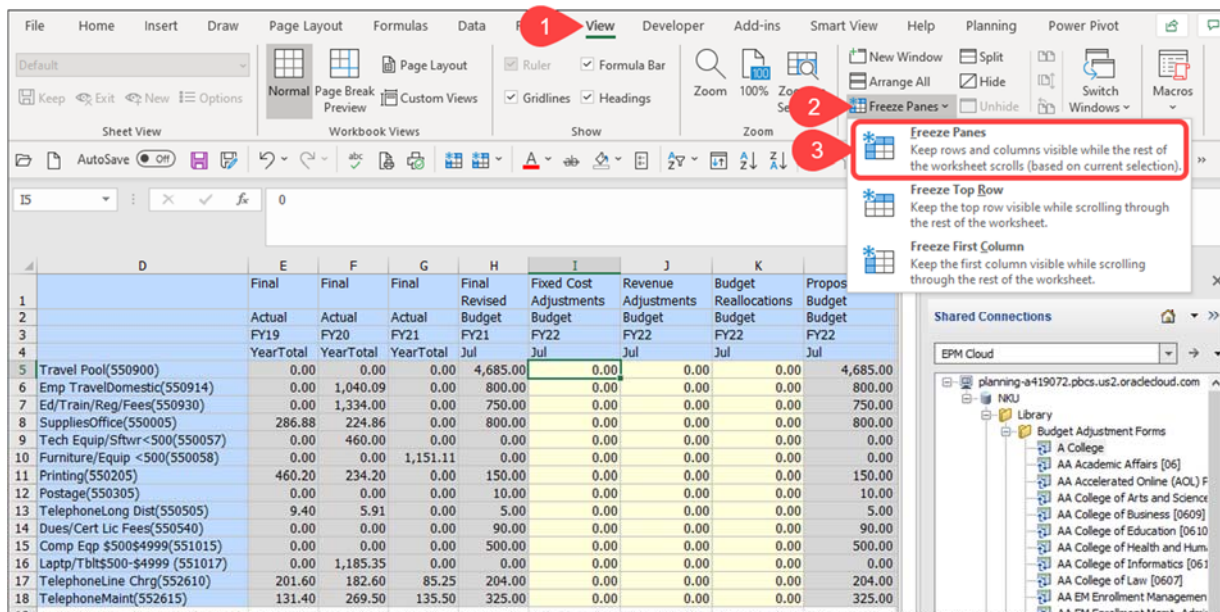 File Home Insert Draw Page Layout Formulas Data View Developer Add-ins Smart View Help Planning Power Pivot
1
Default
Keep Exit New Options
Sheet View
Normal
Page Break
Preview
Page Layout
Custom Views
Workbook Views
Ruler Formula Bar
Gridlines Headings
Show
Zoom 100%
Zoom
New Window
Arrange All
Freeze Panes
2
Split
Hide
Unhide
Switch
Windows
Macros
3
Freeze Panes
Keep rows and columns visible while the rest of
the worksheet scrolls (based on current selection).
Freeze Top Row
Keep the top row visible while scrolling through
the rest of the worksheet.
Freeze First Column
Keep the first column visible while scrolling
through the rest of the worksheet.
AutoSave Off
I5 fx 0
D E F G H I J K
Final Final Final Final Fixed Cost Revenue Budget Propos
1 Revised Adjustments Adjustments Reallocations Budget
2 Actual Actual Actual Budget Budget Budget Budget Budget
3 FY19 FY20 FY21 FY21 FY22 FY22 FY22 FY22
4 YearTotal YearTotal YearTotal Jul Jul Jul Jul Jul
5 Travel Pool(550900) 0.00 0.00 0.00 4,685.00 0.00 0.00 0.00 4,685.00
6 Emp TravelDomestic(550914) 0.00 1,040.09 0.00 800.00 0.00 0.00 0.00 800.00
7 Ed/Train/Reg/Fees(550930) 0.00 1,334.00 0.00 750.00 0.00 0.00 0.00 750.00
8 SuppliesOffice(550005) 286.88 224.86 0.00 800.00 0.00 0.00 0.00 800.00
9 Tech Equip/Sftwr<500(550057) 0.00 460.00 0.00 0.00 0.00 0.00 0.00 0.00
10 Furniture/Equip <500(550058) 0.00 0.00 1,151.11 0.00 0.00 0.00 0.00 0.00
11 Printing(550205) 460.20 234.20 0.00 150.00 0.00 0.00 0.00 150.00
12 Postage(550305) 0.00 0.00 0.00 10.00 0.00 0.00 0.00 10.00
13 TelephoneLong Dist(550505) 9.40 5.91 0.00 5.00 0.00 0.00 0.00 5.00
14 Dues/Cert Lic Fees(550540) 0.00 0.00 0.00 90.00 0.00 0.00 0.00 90.00
15 Comp Eqp $500$4999(551015) 0.00 0.00 0.00 500.00 0.00 0.00 0.00 500.00
16 Laptp/Tblt$500-$4999 (551017) 0.00 1,185.35 0.00 0.00 0.00 0.00 0.00 0.00
17 TelephoneLine Chrg(552610) 201.60 182.60 85.25 204.00 0.00 0.00 0.00 204.00
18 TelephoneMaint(552615) 131.40 269.50 135.50 325.00 0.00 0.00 0.00 325.00
Shared Connections
EPM Cloud
planning-a419072.pbcs.us2.oraclecloud.com
NKU
Library
Budget Adjustment Forms
A College
AA Academic Affairs [06]
AA Accelerated Online (AOL) P
AA College of Arts and Science
AA College of Business [0609]
AA College of Education [0610
AA College of Health and Hum
AA College of Informatics [061
AA College of Law [0607]
AA EM Enrollment Managemen